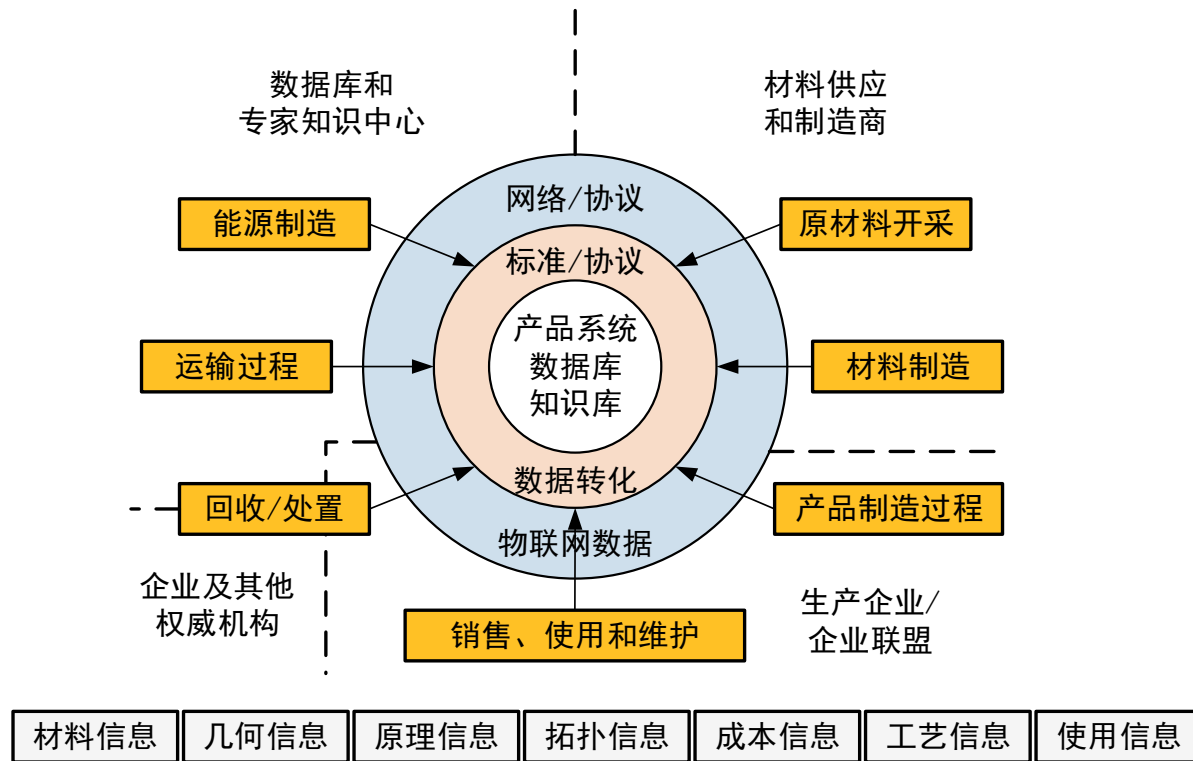 数据库和
专家知识中心
材料供应
和制造商
网络/协议
能源制造
原材料开采
标准/协议
产品系统
数据库
知识库
运输过程
材料制造
数据转化
回收/处置
产品制造过程
物联网数据
企业及其他
权威机构
销售、使用和维护
生产企业/
企业联盟
材料信息
几何信息
原理信息
拓扑信息
成本信息
工艺信息
使用信息